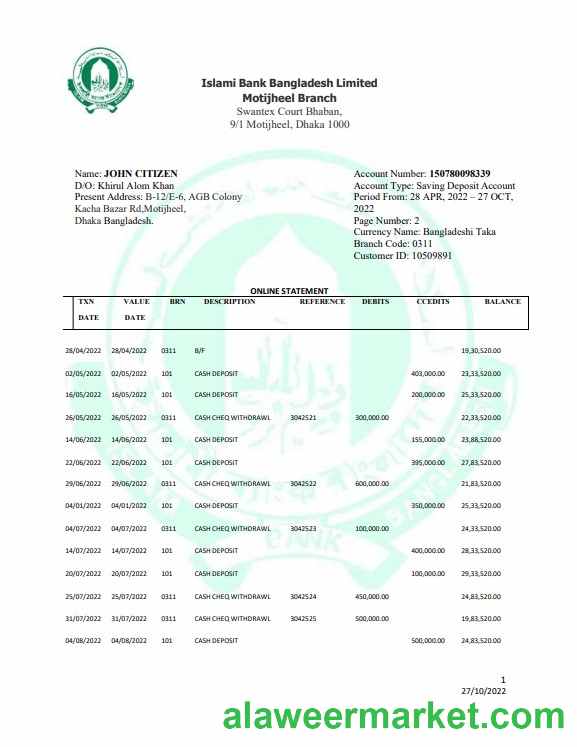 Islami Bank Bangladesh Limited
Motijheel Branch
Swantex Court Bhaban,
9/1 Motijheel, Dhaka 1000
Name: JOHN CITIZEN
D/O: Khirul Alom Khan
Present Address: B-12/E-6, AGB Colony
Kacha Bazar Rd,Motijheel,
Dhaka Bangladesh.
Account Number: 150780098339
Account Type: Saving Deposit Account
Period From: 28 APR, 2022 – 27 OCT,
2022
Page Number: 2
Currency Name: Bangladeshi Taka
Branch Code: 0311
Customer ID: 10509891
ONLINE STATEMENT
TXN DATE VALUE DATE BRN DESCRIPTION REFERENCE DEBITS CCEDITS BALANCE
28/04/2022 28/04/2022 0311 B/F 19,30,520.00
02/05/2022 02/05/2022 101 CASH DEPOSIT 403,000.00 23,33,520.00
16/05/2022 16/05/2022 101 CASH DEPOSIT 200,000.00 25,33,520.00
26/05/2022 26/05/2022 0311 CASH CHEQ WITHDRAWL 3042521 300,000.00 22,33,520.00
14/06/2022 14/06/2022 101 CASH DEPOSIT 155,000.00 23,88,520.00
22/06/2022 22/06/2022 101 CASH DEPOSIT 395,000.00 27,83,520.00
29/06/2022 29/06/2022 0311 CASH CHEQ WITHDRAWL 3042522 600,000.00 21,83,520.00
04/01/2022 04/01/2022 101 CASH DEPOSIT 350,000.00 25,33,520.00
04/07/2022 04/07/2022 0311 CASH CHEQ WITHDRAWL 3042523 100,000.00 24,33,520.00
14/07/2022 14/07/2022 101 CASH DEPOSIT 400,000.00 28,33,520.00
20/07/2022 20/07/2022 101 CASH DEPOSIT 100,000.00 29,33,520.00
25/07/2022 25/07/2022 0311 CASH CHEQ WITHDRAWL 3042524 450,000.00 24,83,520.00
31/07/2022 31/07/2022 0311 CASH CHEQ WITHDRAWL 3042525 500,000.00 19,83,520.00
04/08/2022 04/08/2022 101 CASH DEPOSIT 500,000.00 24,83,520.00
1
27/10/2022
alaweermarket.com